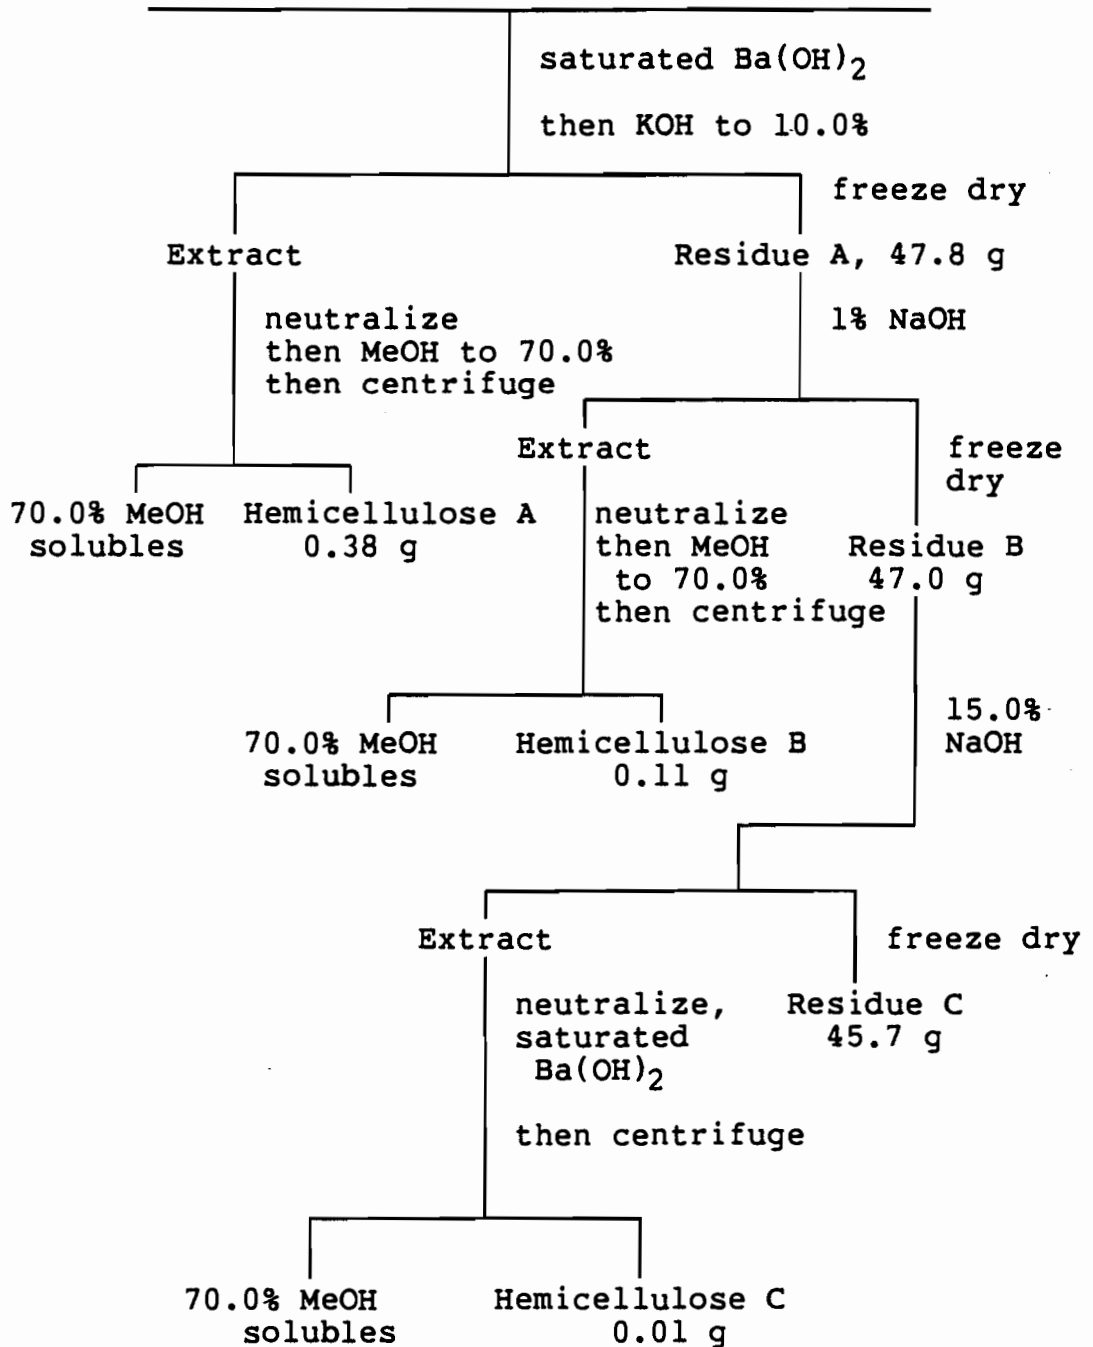 saturated Ba(OH)2
then KOH to 10.0%
freeze dry
Extract
Residue A, 47.8 g
neutralize
then MeOH to 70.0%
then centrifuge
1% NaOH
Extract
freeze
dry
70.0% MeOH
solubles
Hemicellulose A
0.38 g
neutralize
then MeOH
to 70.0%
then centrifuge
Residue B
47.0 g
70.0% MeOH
solubles
Hemicellulose B
0.11 g
15.0%
NaOH
Extract
freeze dry
neutralize,
saturated
Ba(OH)2
then centrifuge
Residue C
45.7 g
70.0% MeOH
solubles
Hemicellulose C
0.01 g